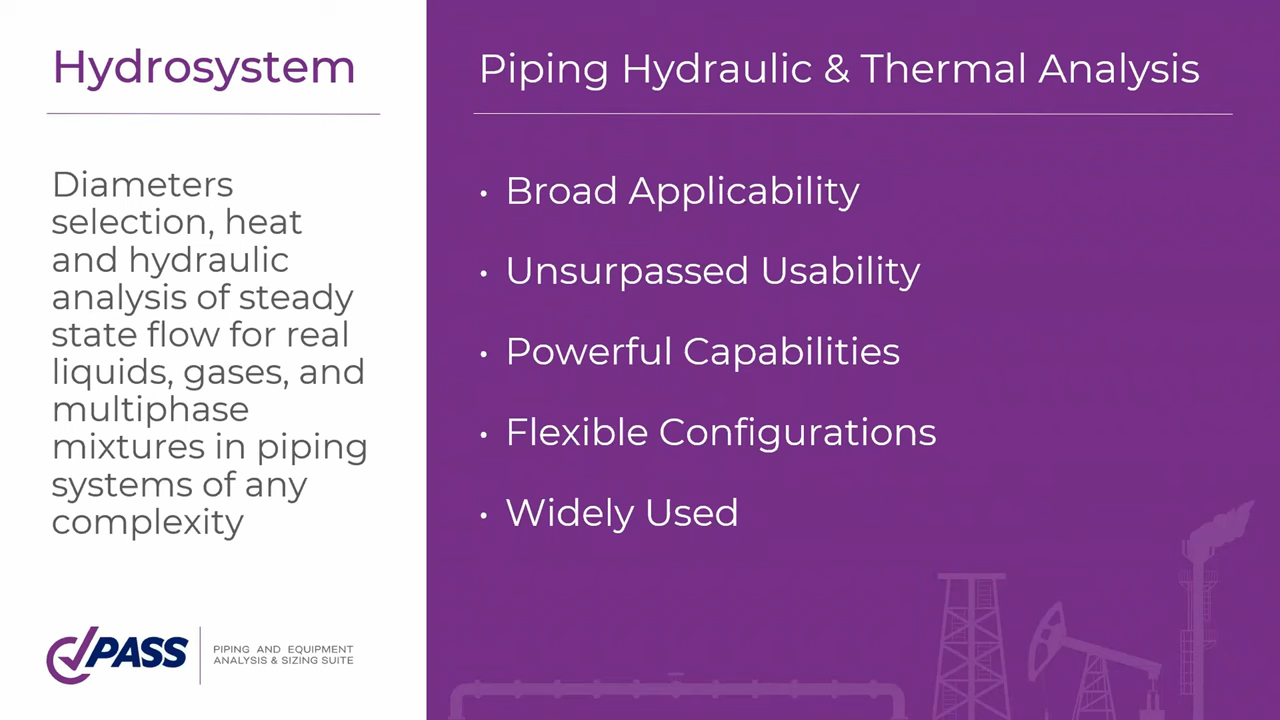 Hydrosystem
Diameters
selection, heat
and hydraulic
analysis of steady
state flow for real
liquids, gases, and
multiphase
mixtures in piping
systems of any
complexity
PASS
PIPING AND EQUIPMENT
ANALYSIS & SIZING SUITE
Piping Hydraulic & Thermal Analysis
• Broad Applicability
• Unsurpassed Usability
• Powerful Capabilities
• Flexible Configurations
• Widely Used